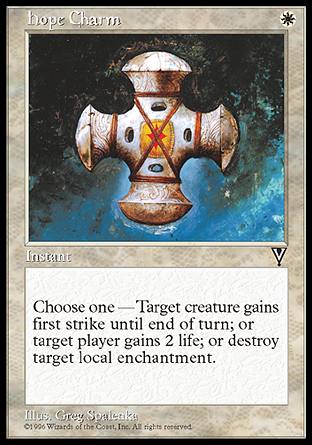 Hope Charm
Instant
Choose one — Target creature gains
first strike until end of turn; or
target player gains 2 life; or destroy
target local enchantment.
Illus. Greg Spalenka
©1996 Wizards of the Coast, Inc. All rights reserved.